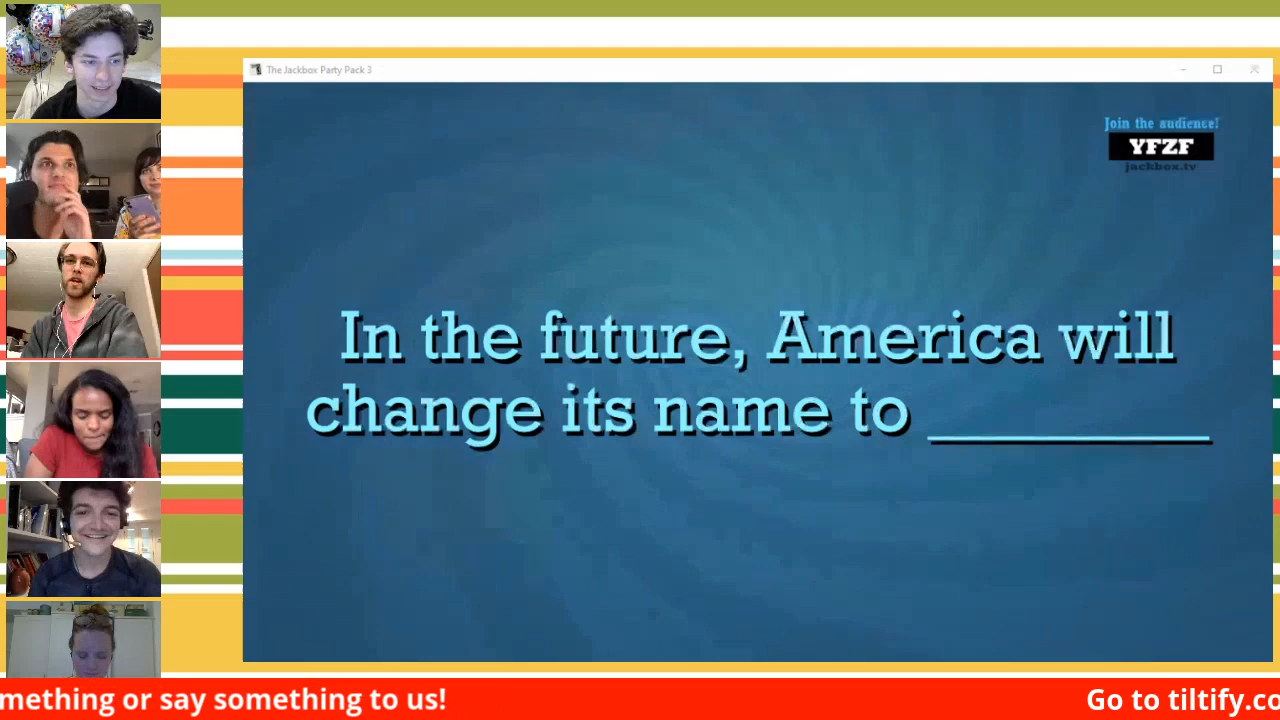 The Jackbox Party Pack 3
Join the audience!
YFZF
jackbox.tv
In the future, America will
change its name to __________
mething or say something to us!
Go to tiltify.co